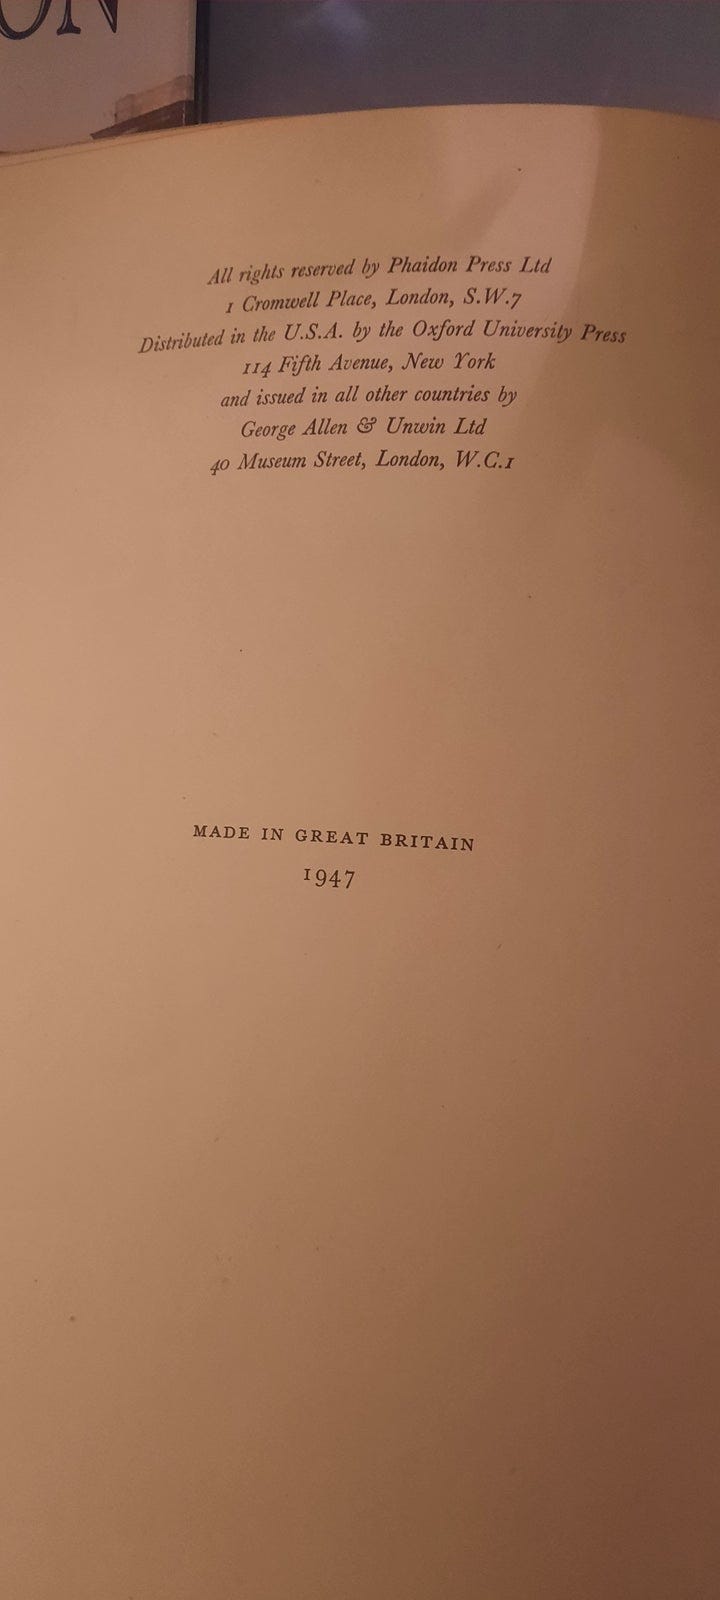 ON
All rights reserved by Phaidon Press Ltd
1 Cromwell Place, London, S.W.7
Distributed in the U.S.A. by the Oxford University Press
114 Fifth Avenue, New York
and issued in all other countries by
George Allen & Unwin Ltd
40 Museum Street, London, W.C.1
MADE IN GREAT BRITAIN
1947